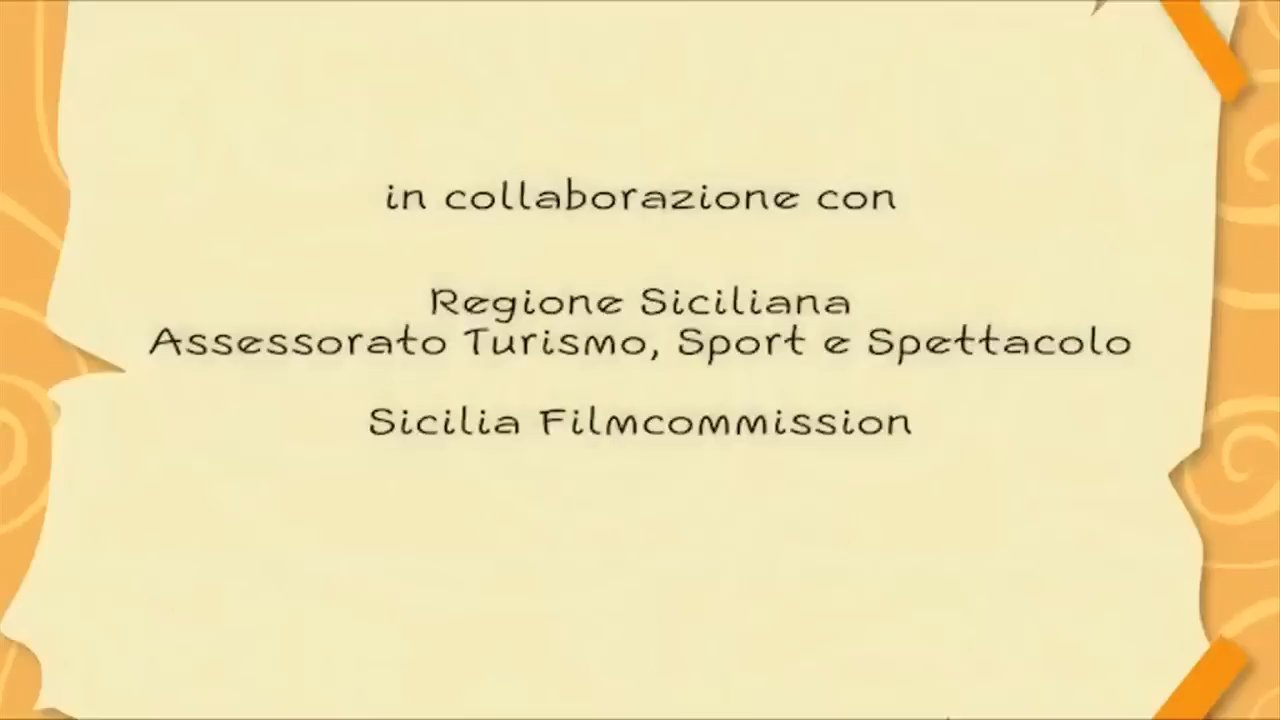 in collaborazione con
Regione Siciliana
Assessorato Turismo, Sport e Spettacolo
Sicilia Filmcommission